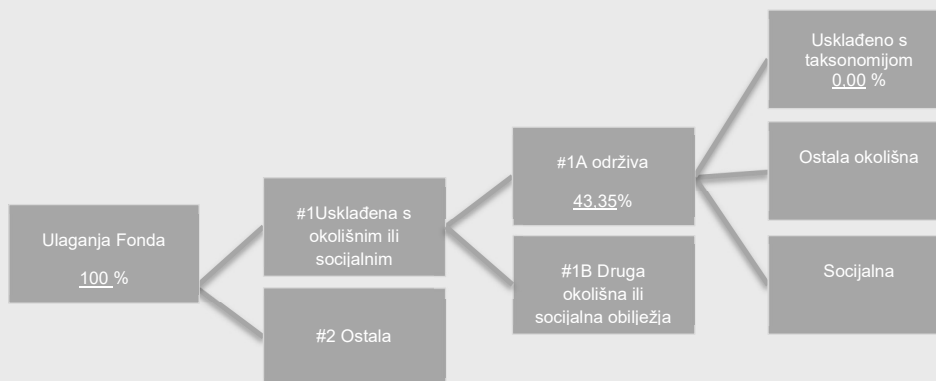 Ulaganja Fonda
100 %
#1Usklađena s
okolišnim ili
socijalnim
#2 Ostala
#1A održiva
43,35%
#1B Druga
okolišna ili
socijalna obilježja
Usklađeno s
taksonomijom
0,00 %
Ostala okolišna
Socijalna